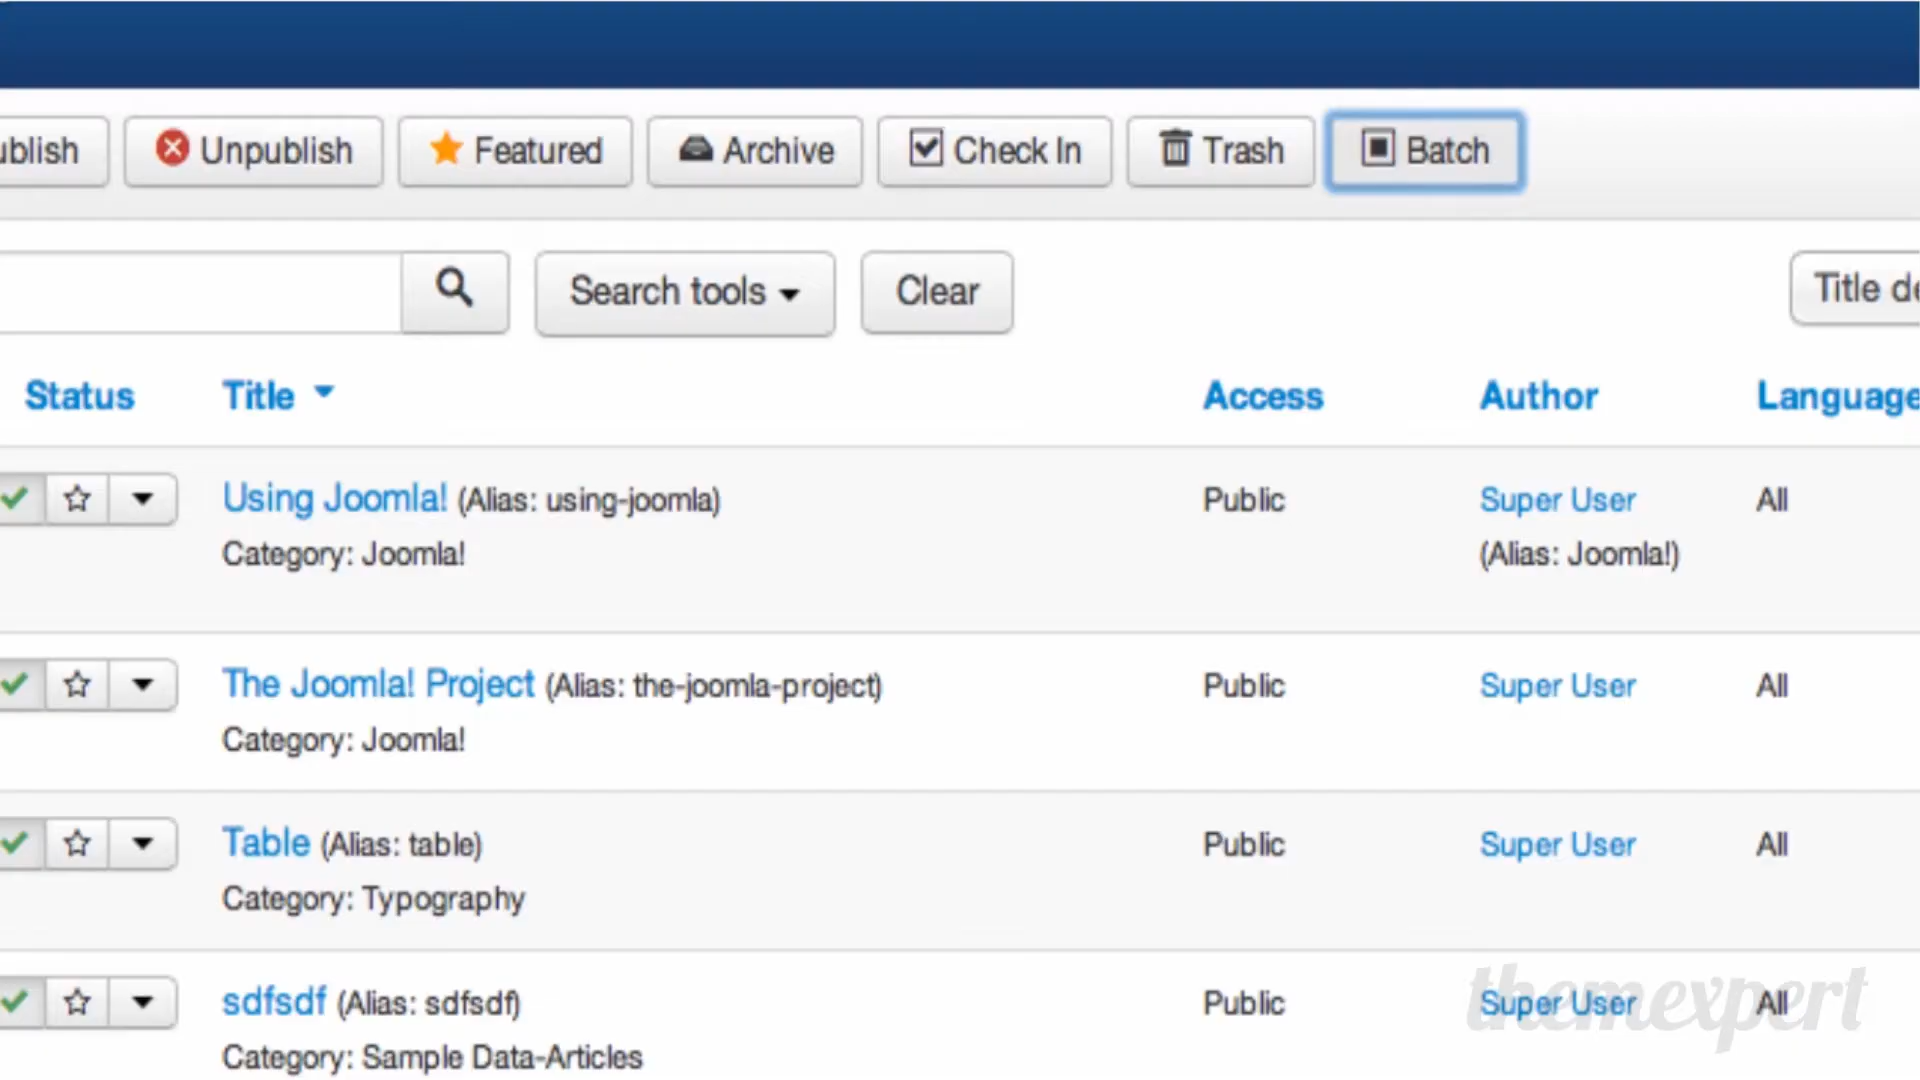 ublish Unpublish Featured Archive Check In Trash Batch
Search tools Clear Title de
Status Title Access Author Language
Using Joomla! (Alias: using-joomla) Public Super User All
Category: Joomla! (Alias: Joomla!)
The Joomla! Project (Alias: the-joomla-project) Public Super User All
Category: Joomla!
Table (Alias: table) Public Super User All
Category: Typography
sdfsdf (Alias: sdfsdf) Public Super User All
Category: Sample Data-Articles
themexpert